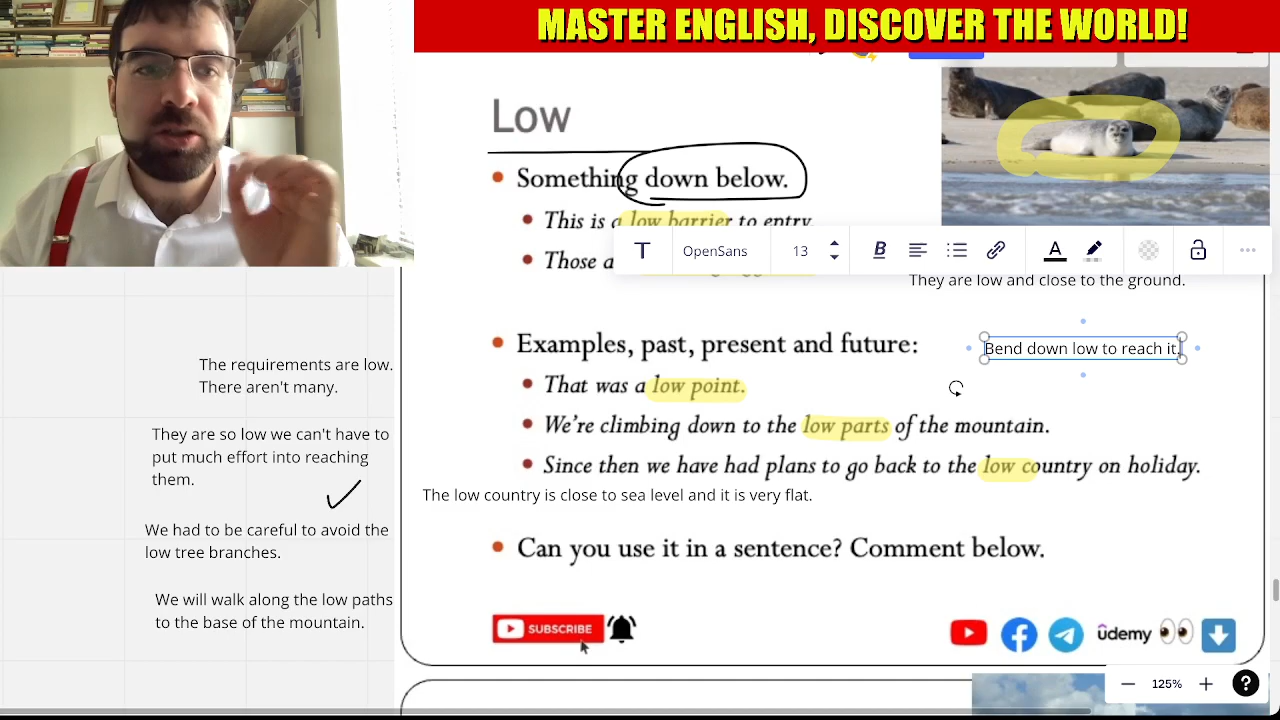 MASTER ENGLISH, DISCOVER THE WORLD!
Low
Something down below.
This is a low barrier to entry.
Those a
OpenSans
13
B
A
They are low and close to the ground.
Examples, past, present and future:
Bend down low to reach it.
The requirements are low.
There aren't many.
That was a low point.
We're climbing down to the low parts of the mountain.
They are so low we can't have to
put much effort into reaching
them.
Since then we have had plans to go back to the low country on holiday.
The low country is close to sea level and it is very flat.
We had to be careful to avoid the
low tree branches.
Can you use it in a sentence? Comment below.
We will walk along the low paths
to the base of the mountain.
SUBSCRIBE
ûdemy
125%